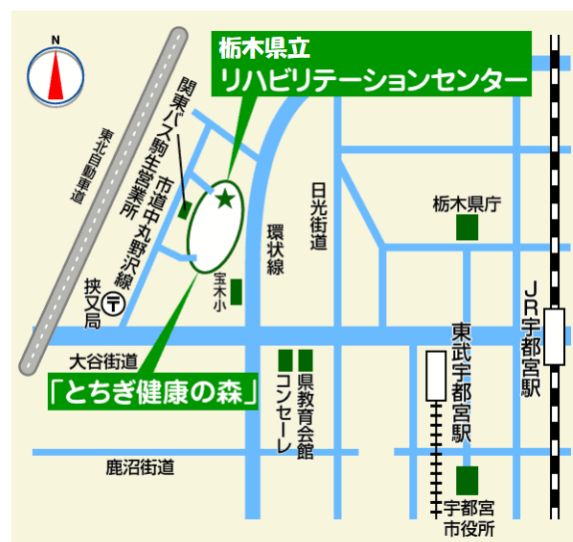 N
栃木県立
リハビリテーションセンター
東北自動車道
関東バス駒生営業所
市道中丸野沢線
挟又局
〒
宝木小
環状線
日光街道
栃木県庁
JR宇都宮駅
大谷街道
「とちぎ健康の森」
コンセーレ
県教育会館
東武宇都宮駅
鹿沼街道
宇都宮
市役所